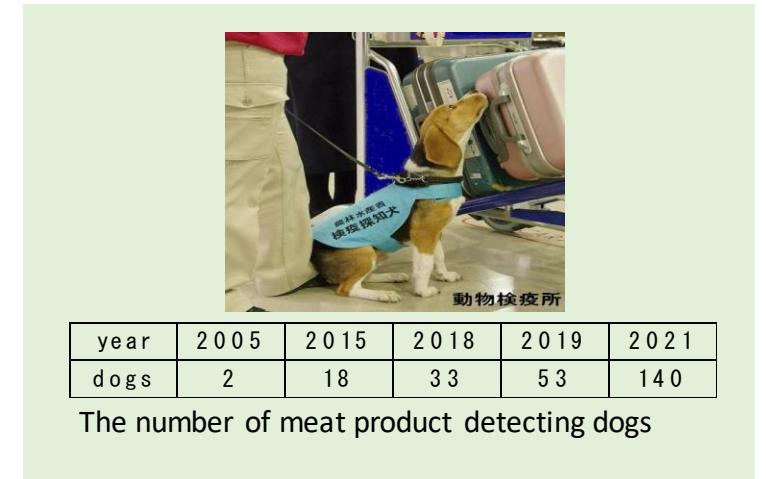 農林水産省
検疫探知犬
動物検疫所
year 2005 2015 2018 2019 2021
dogs 2 18 33 53 140
The number of meat product detecting dogs